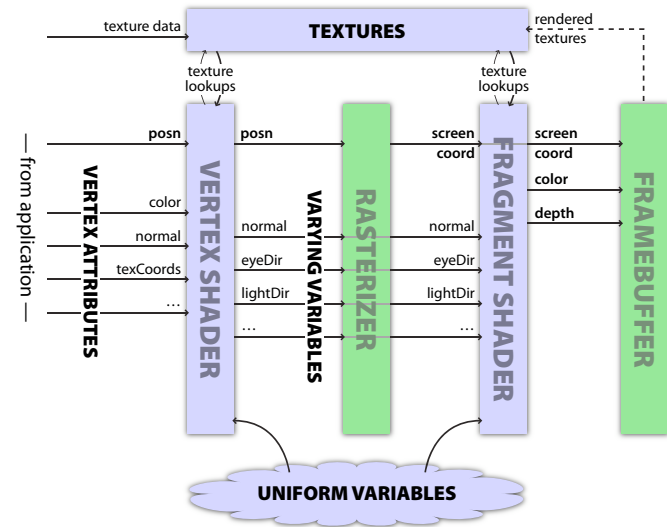 texture data
TEXTURES
rendered
textures
texture
lookups
texture
lookups
— from application —
VERTEX ATTRIBUTES
posn
color
normal
texCoords
…
VERTEX SHADER
posn
normal
eyeDir
lightDir
…
VARYING VARIABLES
RASTERIZER
screen
coord
normal
eyeDir
lightDir
…
FRAGMENT SHADER
screen
coord
color
depth
FRAMEBUFFER
UNIFORM VARIABLES